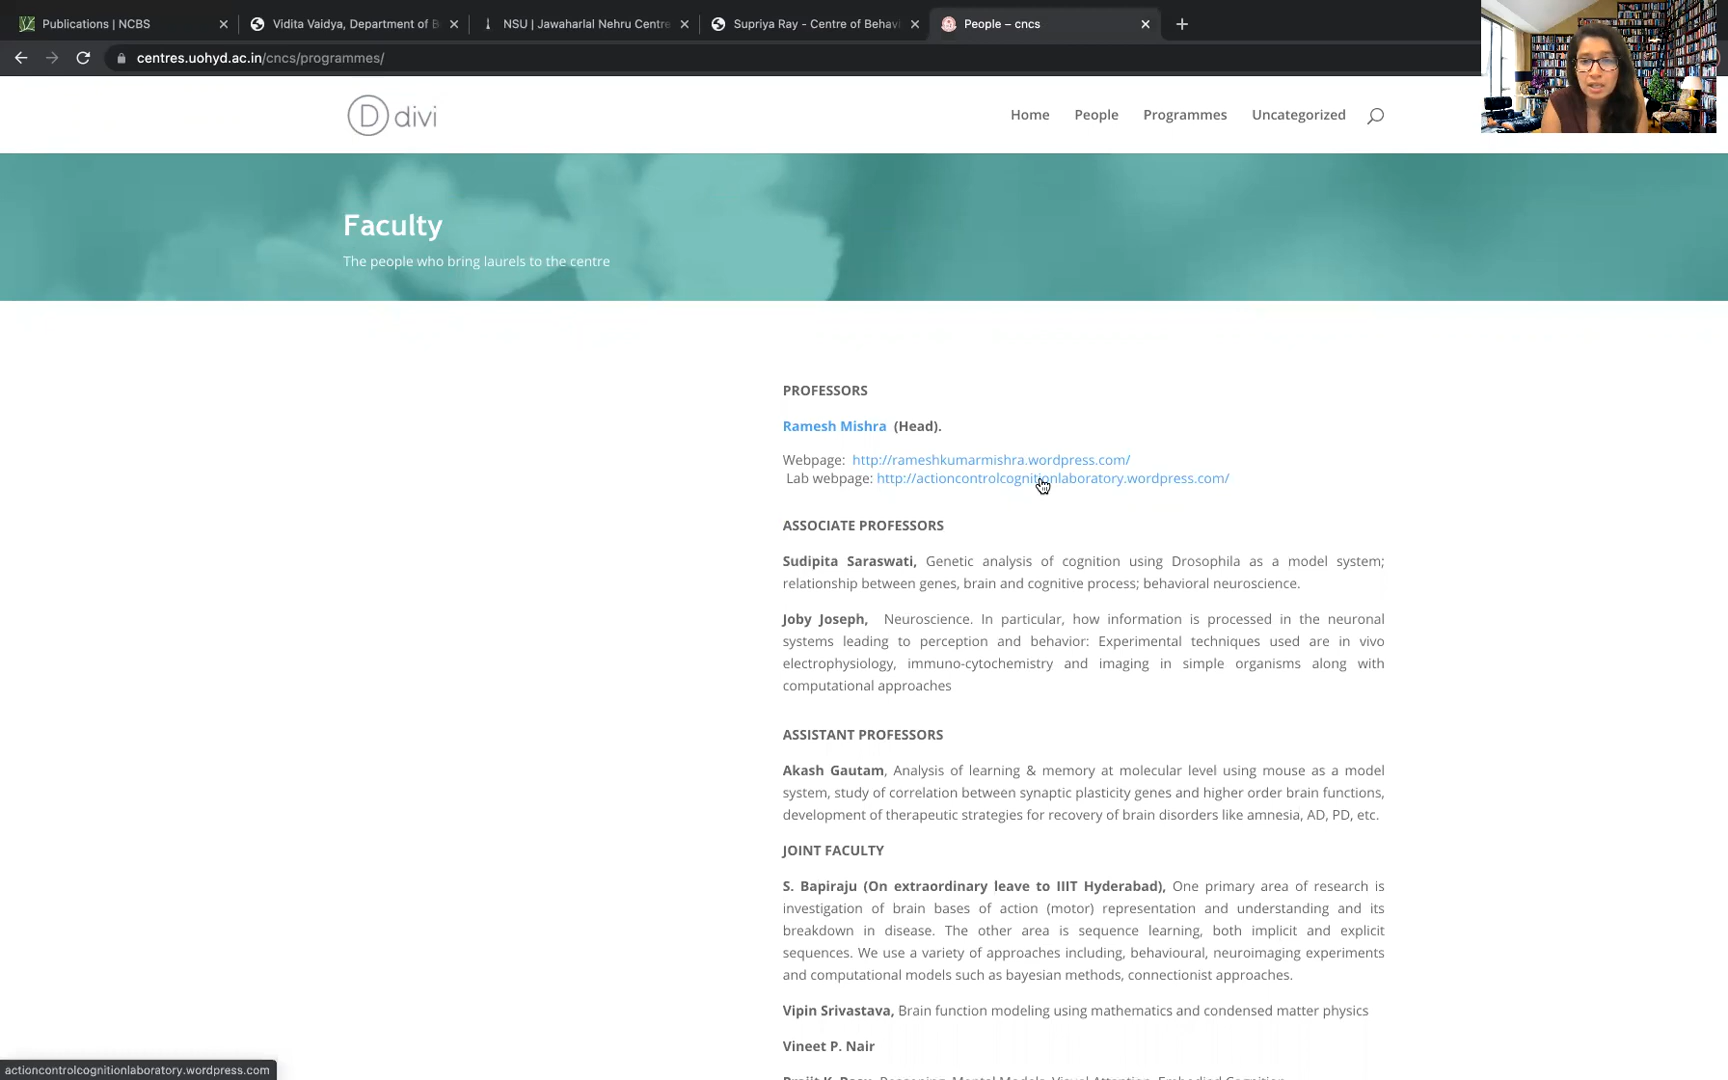 Publications | NCBS
Vidita Vaidya, Department of B
NSU | Jawaharlal Nehru Centre
Supriya Ray - Centre of Behavi
People – cncs
centres.uohyd.ac.in/cncs/programmes/
D divi
Home
People
Programmes
Uncategorized
Faculty
The people who bring laurels to the centre
PROFESSORS
Ramesh Mishra (Head).
Webpage: http://rameshkumarmishra.wordpress.com/
Lab webpage: http://actioncontrolcognitionlaboratory.wordpress.com/
ASSOCIATE PROFESSORS
Sudipita Saraswati, Genetic analysis of cognition using Drosophila as a model system;
relationship between genes, brain and cognitive process; behavioral neuroscience.
Joby Joseph, Neuroscience. In particular, how information is processed in the neuronal
systems leading to perception and behavior: Experimental techniques used are in vivo
electrophysiology, immuno-cytochemistry and imaging in simple organisms along with
computational approaches
ASSISTANT PROFESSORS
Akash Gautam, Analysis of learning & memory at molecular level using mouse as a model
system, study of correlation between synaptic plasticity genes and higher order brain functions,
development of therapeutic strategies for recovery of brain disorders like amnesia, AD, PD, etc.
JOINT FACULTY
S. Bapiraju (On extraordinary leave to IIIT Hyderabad), One primary area of research is
investigation of brain bases of action (motor) representation and understanding and its
breakdown in disease. The other area is sequence learning, both implicit and explicit
sequences. We use a variety of approaches including, behavioural, neuroimaging experiments
and computational models such as bayesian methods, connectionist approaches.
Vipin Srivastava, Brain function modeling using mathematics and condensed matter physics
Vineet P. Nair
Reasoning, Mental Models, Visual Attention, Embodied Cognition
actioncontrolcognitionlaboratory.wordpress.com